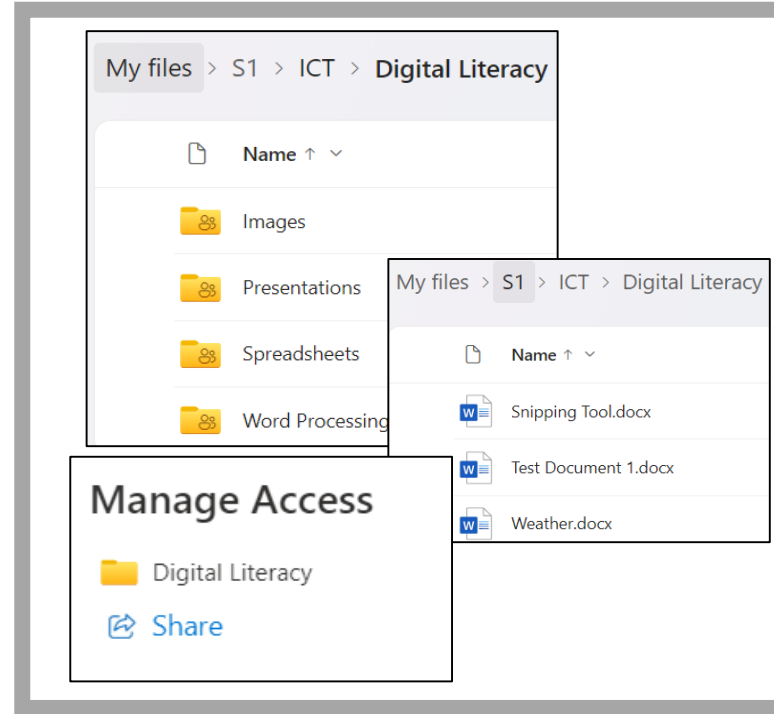 My files > S1 > ICT > Digital Literacy
Name ↑
Images
Presentations
Spreadsheets
Word Processing
My files > S1 > ICT > Digital Literacy
Name ↑
W Snipping Tool.docx
W Test Document 1.docx
W Weather.docx
Manage Access
Digital Literacy
Share